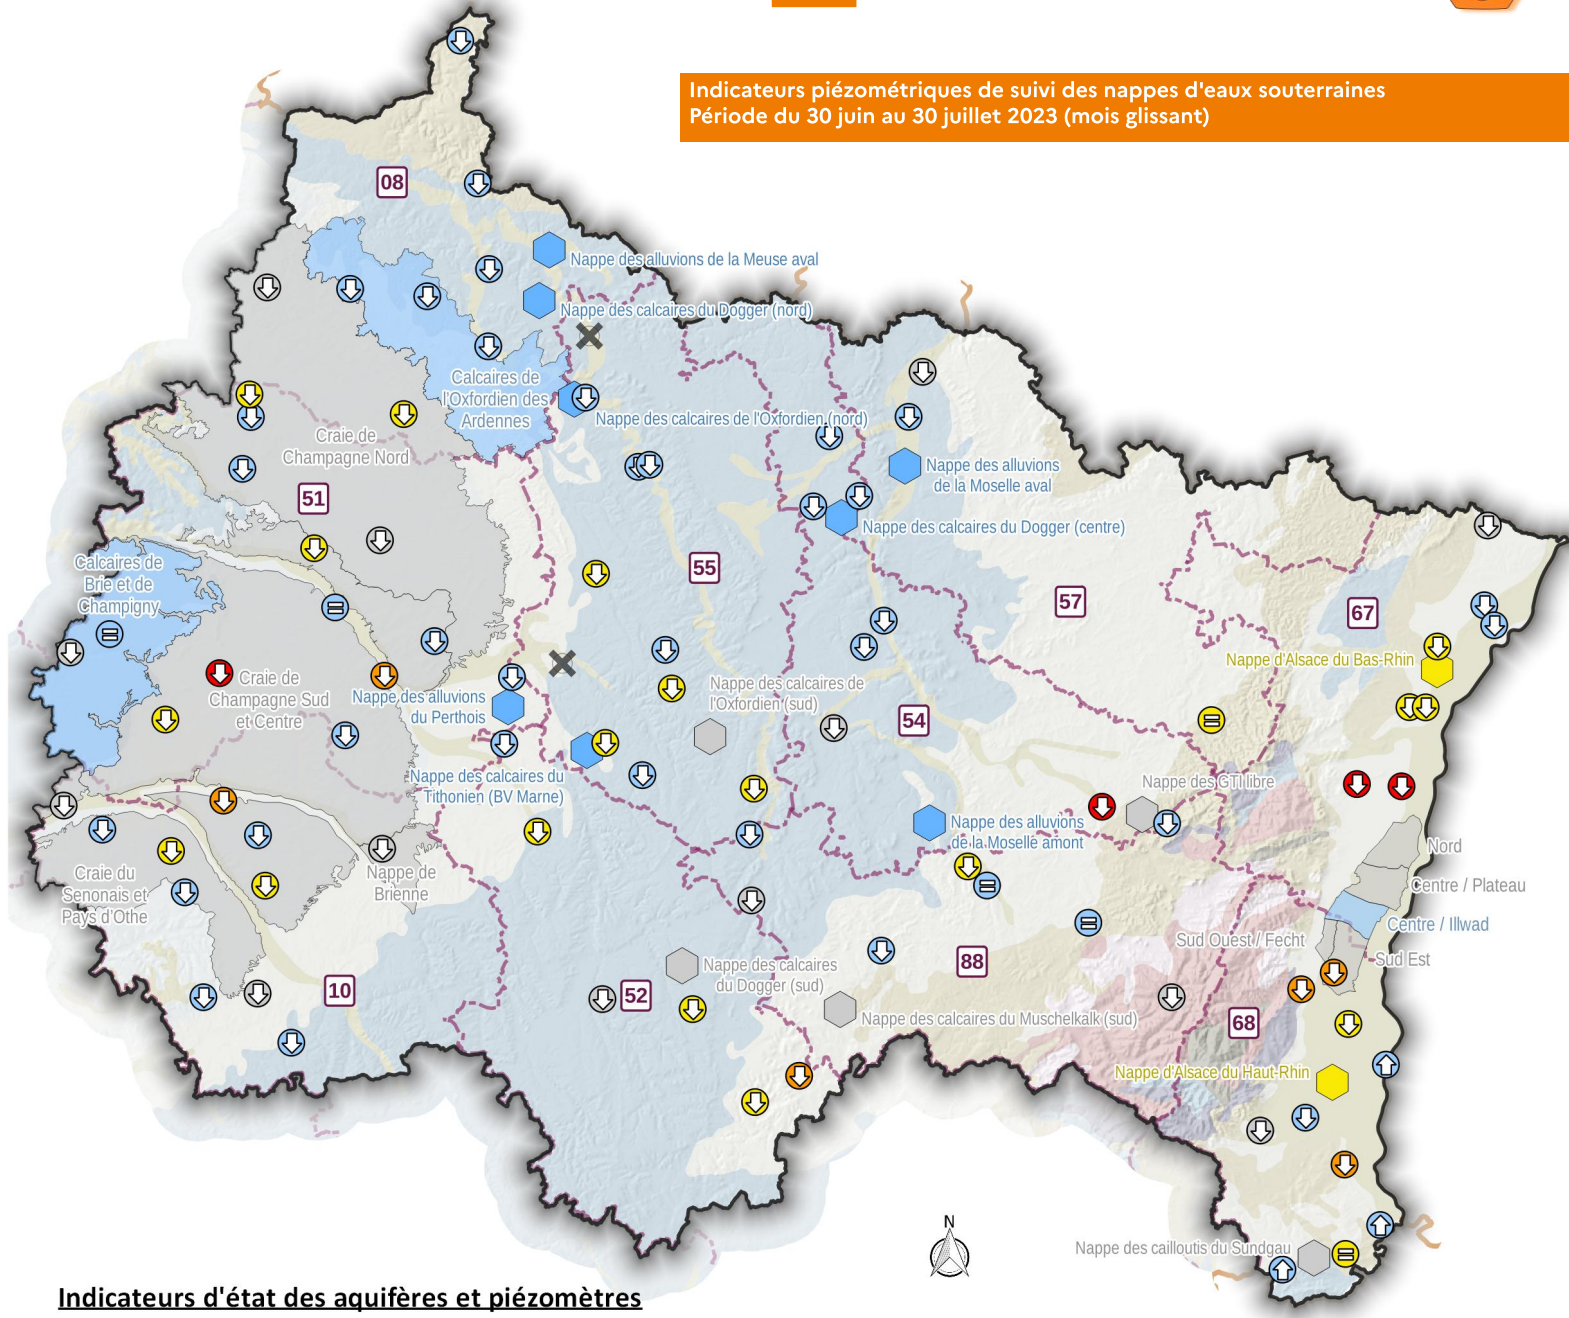 Indicateurs piézométriques de suivi des nappes d'eaux souterraines
Période du 30 juin au 30 juillet 2023 (mois glissant)
08
Nappe des alluvions de la Meuse aval
Nappe des calcaires du Dogger (nord)
Calcaires de
l'Oxfordien des
Ardennes
Nappe des calcaires de l'Oxfordien (nord)
Craie de
Champagne Nord
Nappe des alluvions
de la Moselle aval
51
Nappe des calcaires du Dogger (centre)
Calcaires de
Brie et de
Champigny
55
57
67
Nappe d'Alsace du Bas-Rhin
Craie de
Champagne Sud
et Centre
Nappe des alluvions
du Perthois
Nappe des calcaires de
l'Oxfordien (sud)
54
Nappe des calcaires du
Tithonien (BV Marne)
Nappe des GTI libre
Nappe des alluvions
de la Moselle amont
Nord
Craie du
Senonais et
Pays d'Othe
Nappe de
Brienne
Centre / Plateau
Centre / Illwad
Sud Ouest / Fecht
Sud Est
88
Nappe des calcaires
du Dogger (sud)
10
52
Nappe des calcaires du Muschelkalk (sud)
68
Nappe d'Alsace du Haut-Rhin
N
Nappe des cailloutis du Sundgau
Indicateurs d'état des aquifères et piézomètres